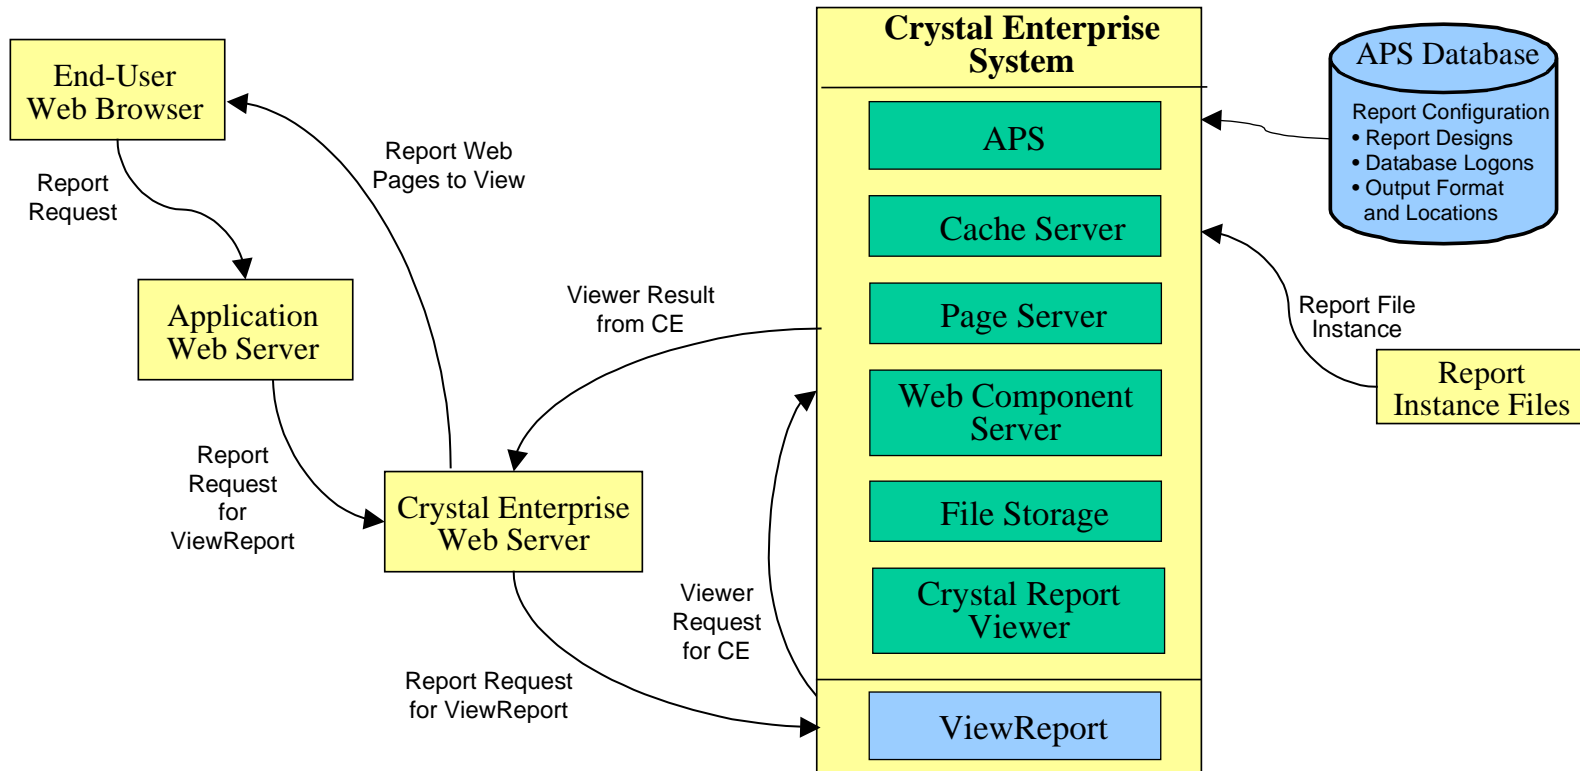 End-User
Web Browser
Report
Request
Application
Web Server
Report
Request
for
ViewReport
Report Web
Pages to View
Crystal Enterprise
Web Server
Viewer Result
from CE
Viewer
Request
for CE
Report Request
for ViewReport
Crystal Enterprise
System
APS
Cache Server
Page Server
Web Component
Server
File Storage
Crystal Report
Viewer
ViewReport
APS Database
Report Configuration
• Report Designs
• Database Logons
• Output Format
and Locations
Report File
Instance
Report
Instance Files